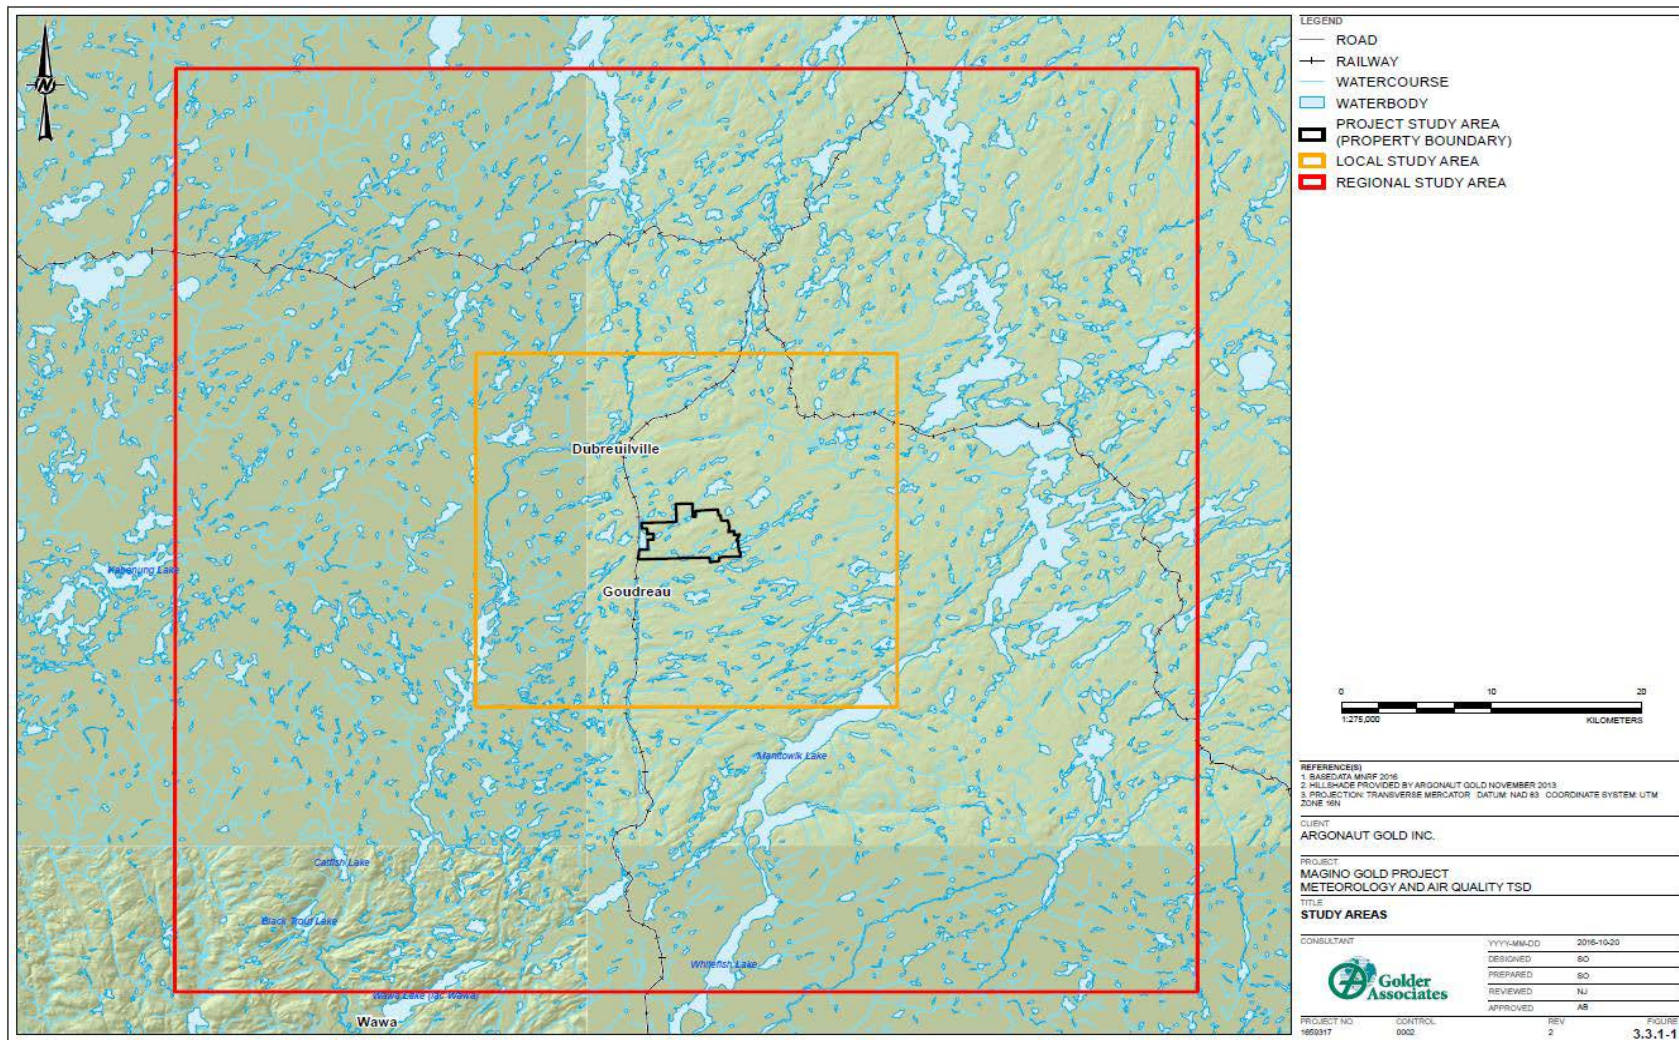 N
Dubreuilville
Goudreau
Kabenung Lake
Manitowik Lake
Catfish Lake
Black Trout Lake
Whitefish Lake
Wawa Lake (lac Wawa)
Wawa
LEGEND
ROAD
RAILWAY
WATERCOURSE
WATERBODY
PROJECT STUDY AREA
(PROPERTY BOUNDARY)
LOCAL STUDY AREA
REGIONAL STUDY AREA
0 10 20
1:275,000 KILOMETERS
REFERENCE(S)
1. BASEDATA MNRF 2016
2. HILLSHADE PROVIDED BY ARGONAUT GOLD NOVEMBER 2013
3. PROJECTION: TRANSVERSE MERCATOR DATUM: NAD 83 COORDINATE SYSTEM: UTM
ZONE 16N
CLIENT
ARGONAUT GOLD INC.
PROJECT
MAGINO GOLD PROJECT
METEOROLOGY AND AIR QUALITY TSD
TITLE
STUDY AREAS
CONSULTANT
Golder
Associates
YYYY-MM-DD 2016-10-20
DESIGNED SO
PREPARED SO
REVIEWED NJ
APPROVED AB
PROJECT NO. CONTROL REV FIGURE
0002 2 3.3.1-1